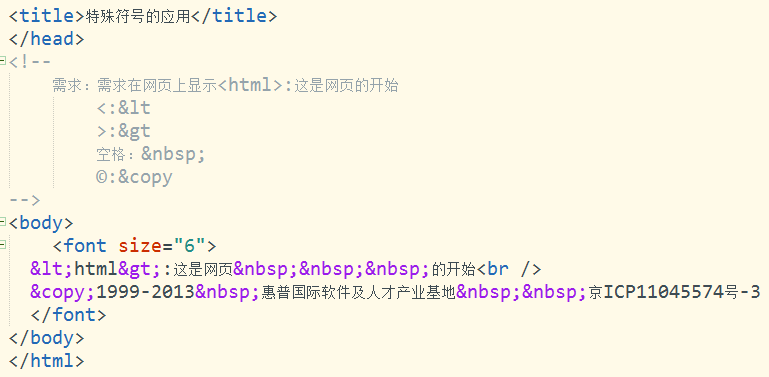 <title>特殊符号的应用</title>
</head>
<!--
需求：需求在网页上显示<html>:这是网页的开始
<:&lt
>:&gt
空格：&nbsp;
©:&copy
-->
<body>
<font size="6">
&lt;html&gt;:这是网页&nbsp;&nbsp;&nbsp;的开始<br />
&copy;1999-2013&nbsp;惠普国际软件及人才产业基地&nbsp;&nbsp;京ICP11045574号-3
</font>
</body>
</html>